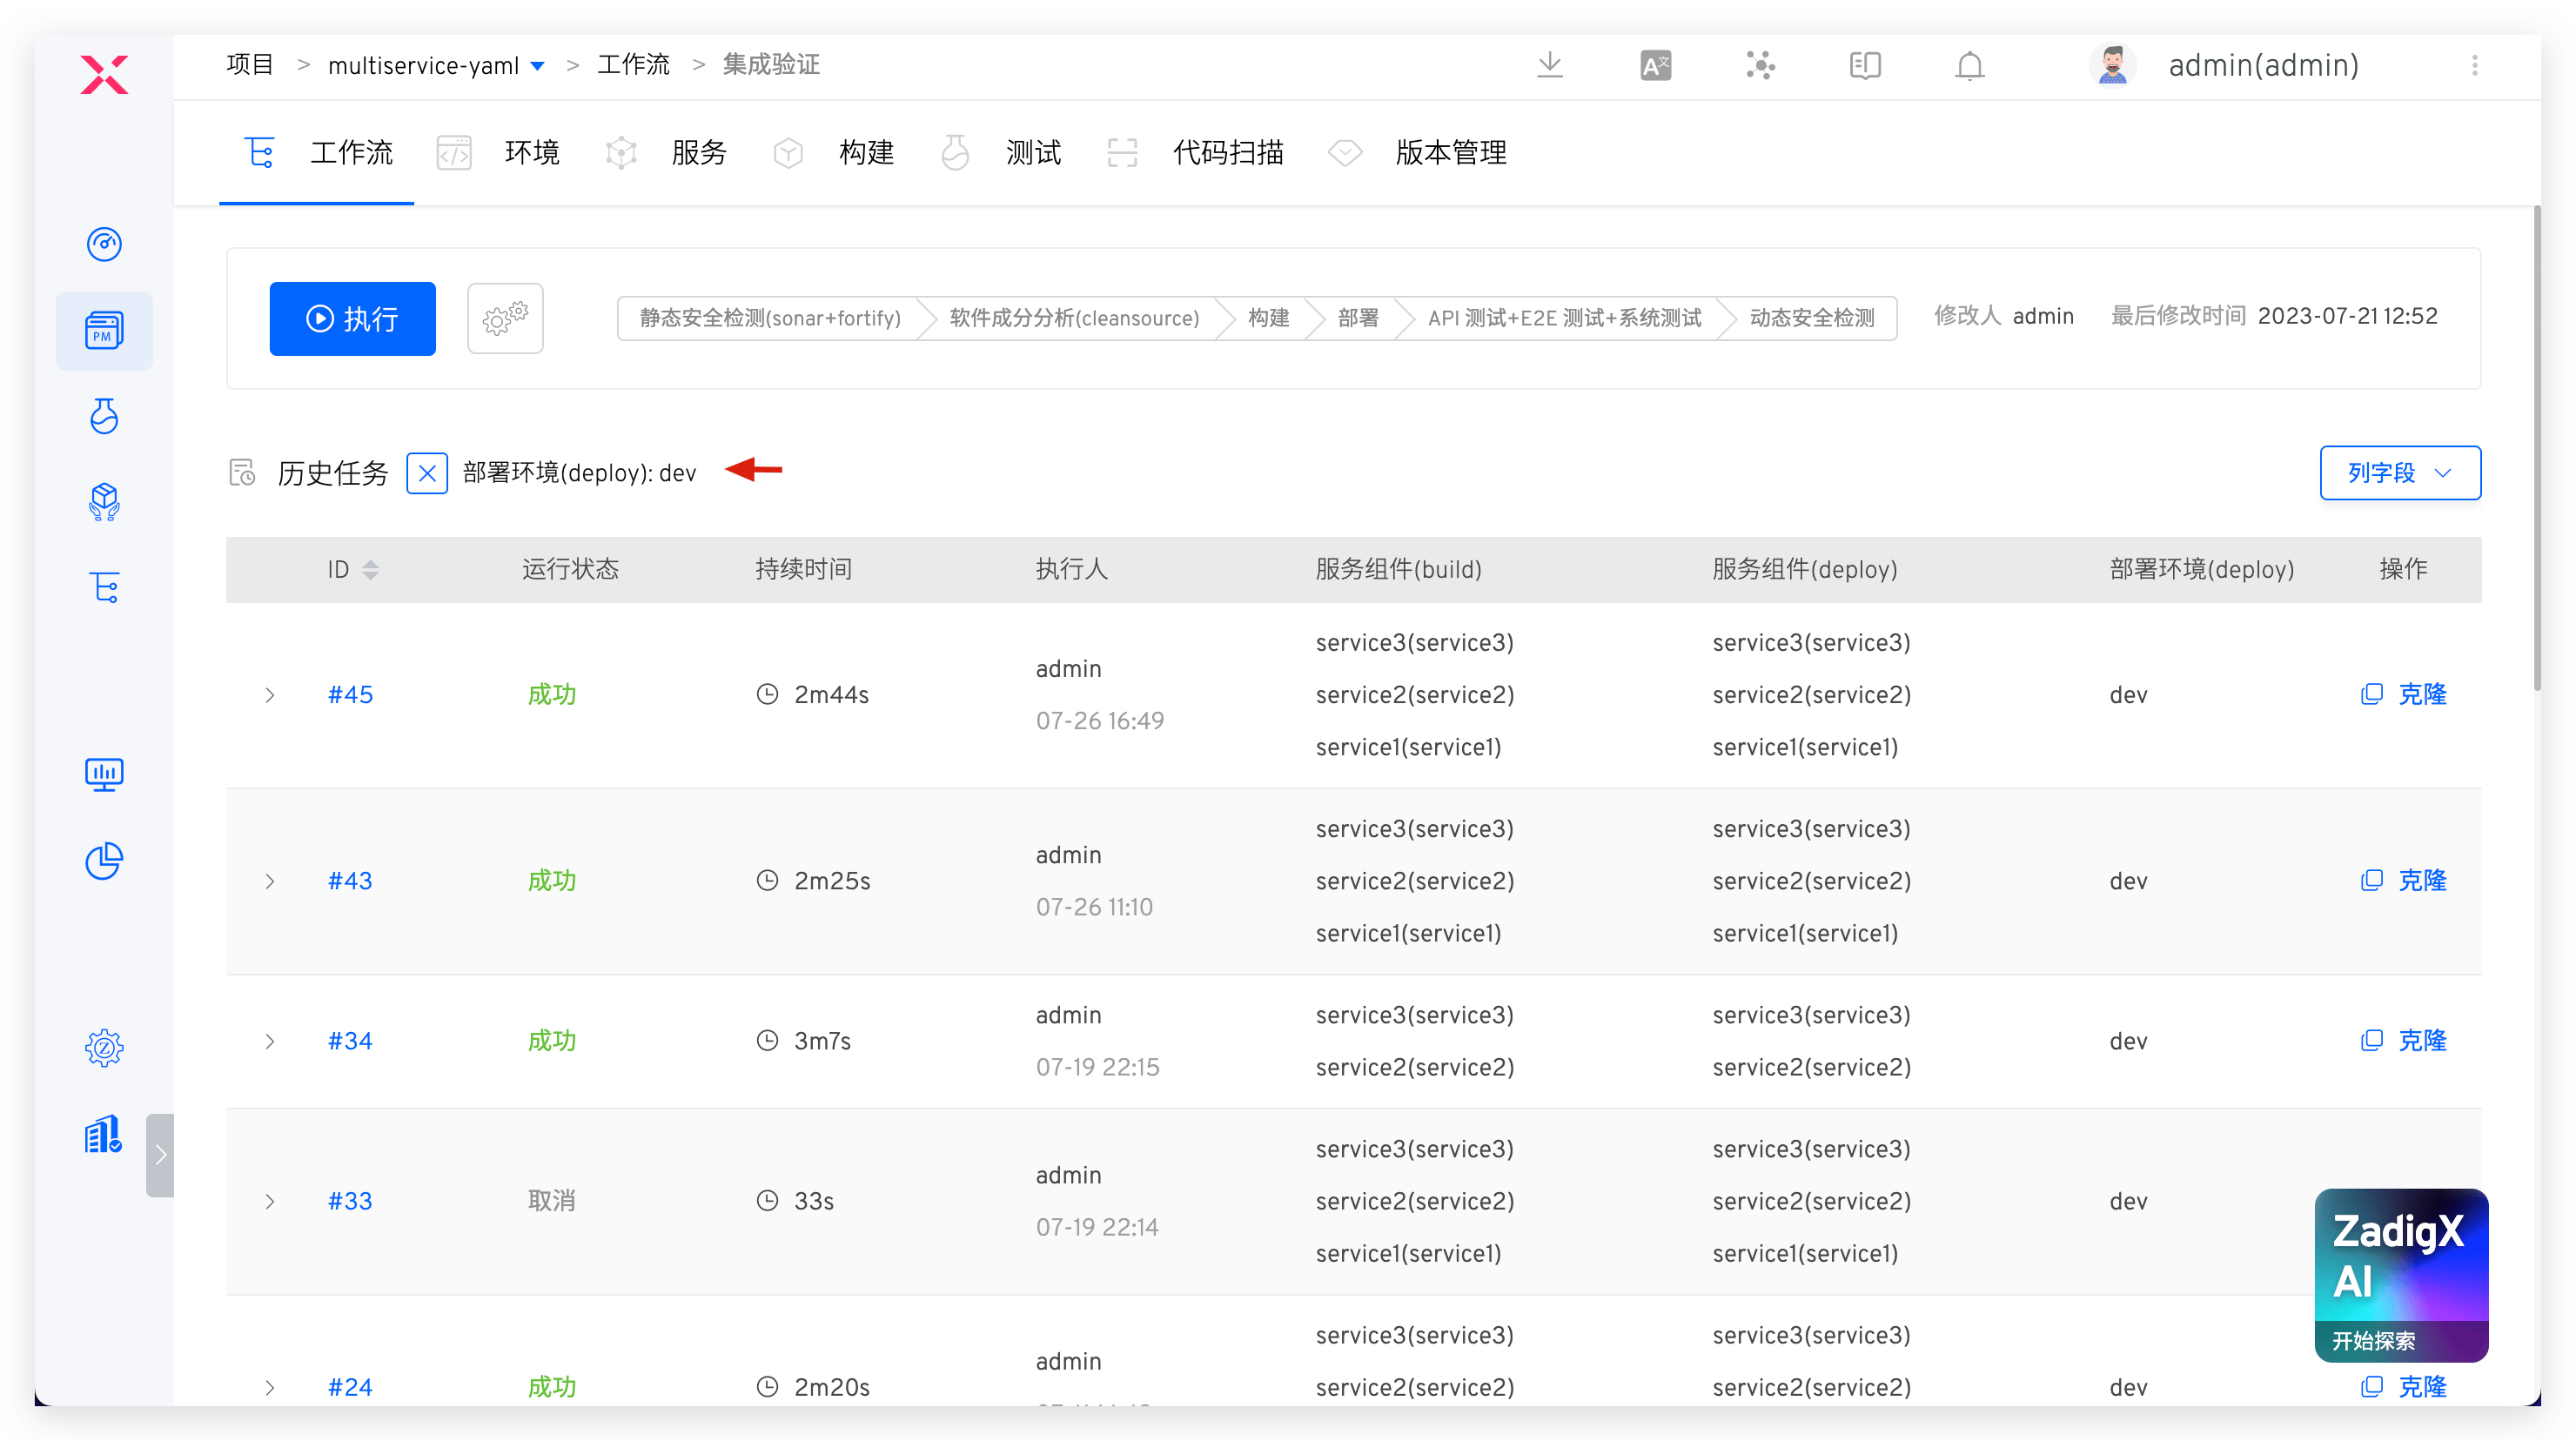 项目 > multiservice-yaml > 工作流 > 集成验证
admin(admin)
工作流 环境 服务 构建 测试 代码扫描 版本管理
PM
执行 静态安全检测(sonar+fortify) 软件成分分析(cleansource) 构建 部署 API 测试+E2E 测试+系统测试 动态安全检测 修改人 admin 最后修改时间 2023-07-21 12:52
历史任务 部署环境(deploy): dev 列字段
ID 运行状态 持续时间 执行人 服务组件(build) 服务组件(deploy) 部署环境(deploy) 操作
service3(service3) service3(service3)
admin
#45 成功 2m44s service2(service2) service2(service2) dev 克隆
07-26 16:49
service1(service1) service1(service1)
service3(service3) service3(service3)
admin
#43 成功 2m25s service2(service2) service2(service2) dev 克隆
07-26 11:10
service1(service1) service1(service1)
admin service3(service3) service3(service3)
#34 成功 3m7s dev 克隆
07-19 22:15 service2(service2) service2(service2)
service3(service3) service3(service3)
admin
#33 取消 33s service2(service2) service2(service2) dev
07-19 22:14
service1(service1) service1(service1)
ZadigX
AI
开始探索
service3(service3) service3(service3)
admin
#24 成功 2m20s service2(service2) service2(service2) dev 克隆